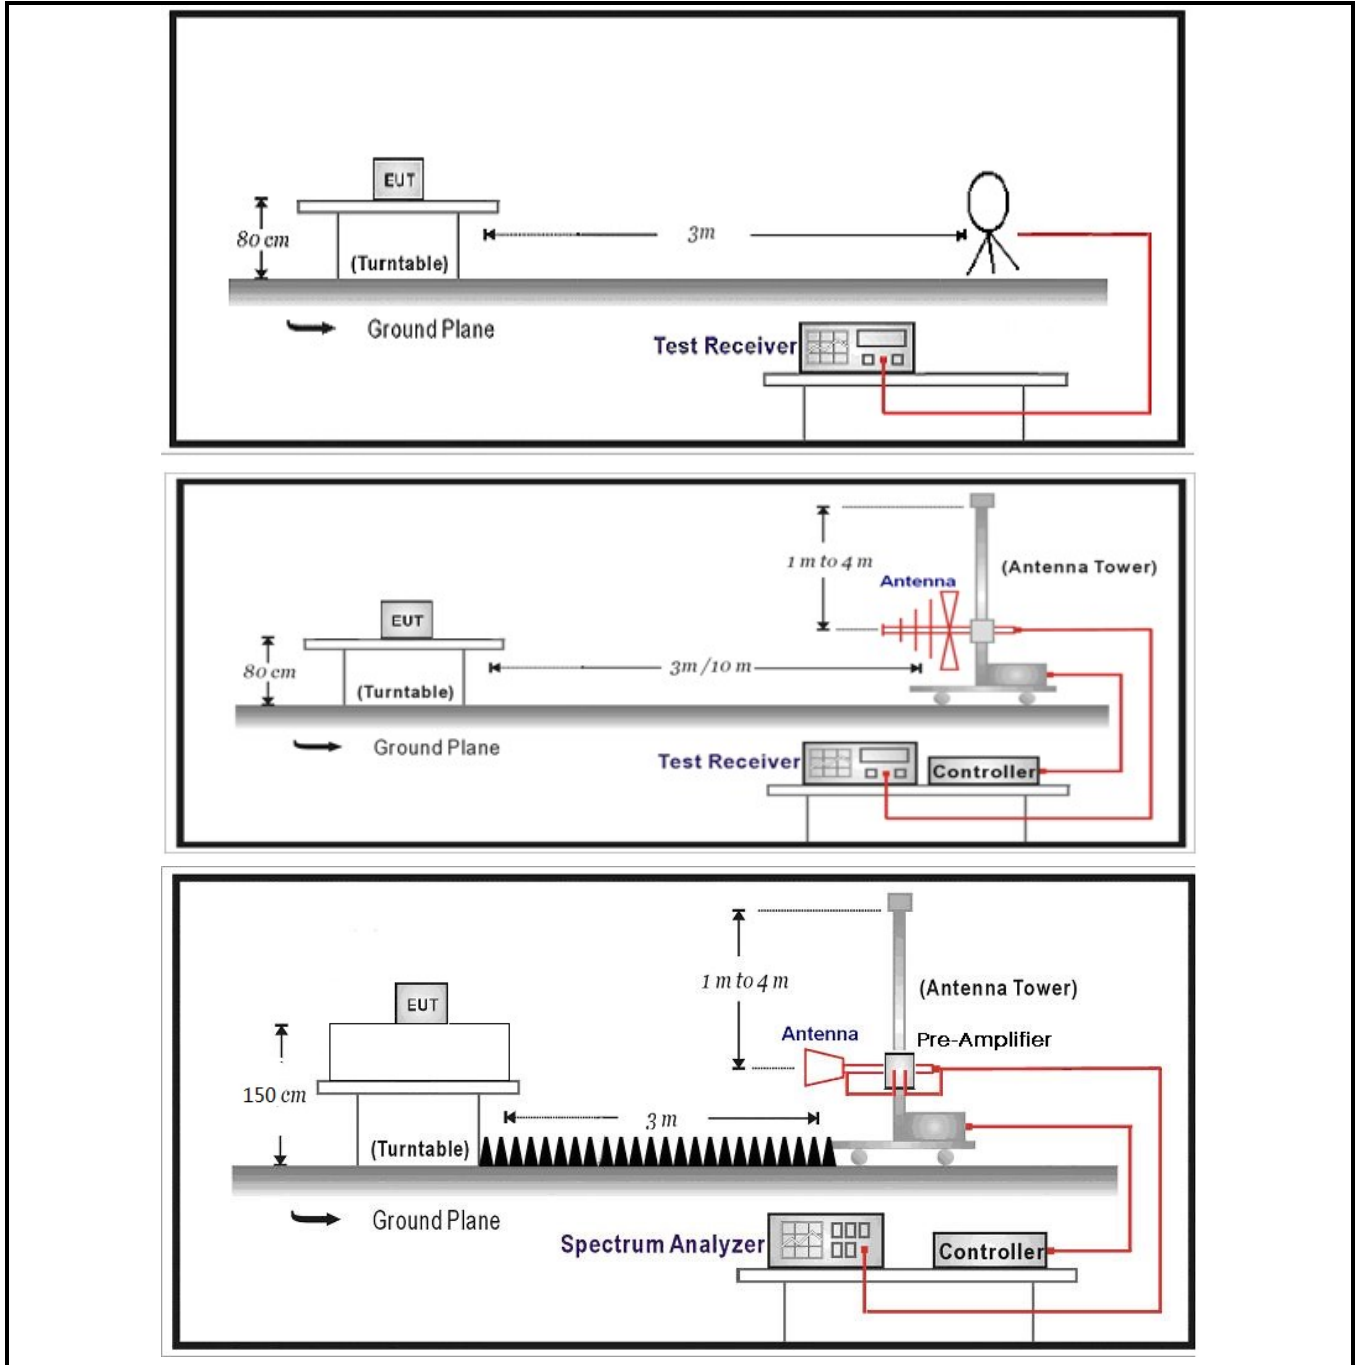 EUT
80 cm
3m
(Turntable)
Ground Plane
Test Receiver
1 m to 4 m
(Antenna Tower)
Antenna
EUT
80 cm
3m /10 m
(Turntable)
Ground Plane
Test Receiver
Controller
1 m to 4 m
(Antenna Tower)
EUT
Antenna
Pre-Amplifier
150 cm
3 m
(Turntable)
Ground Plane
Spectrum Analyzer
Controller